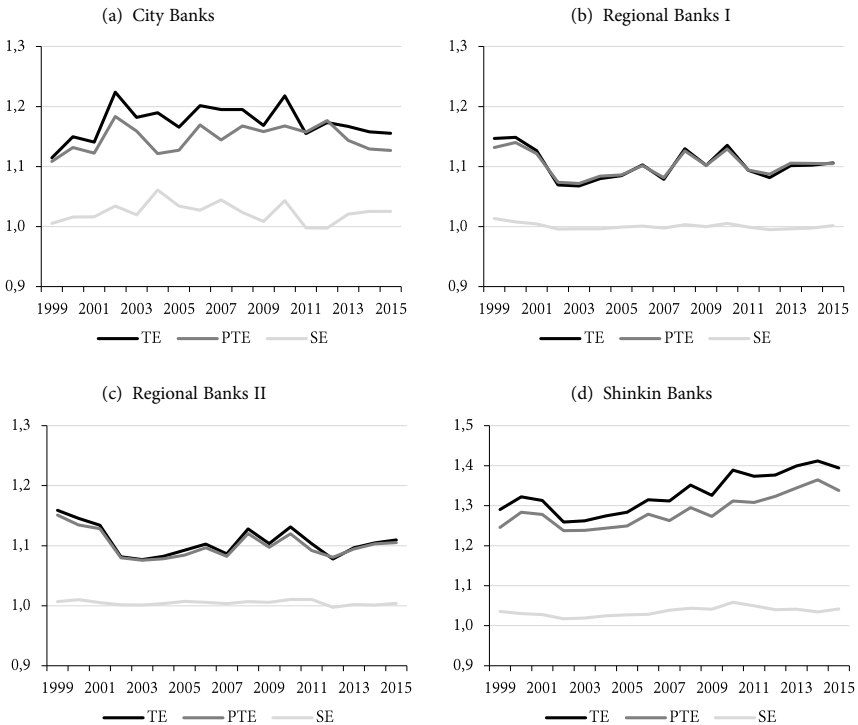 (a) City Banks
1,3
1,2
1,1
1,0
0,9
1999 2001 2003 2005 2007 2009 2011 2013 2015
TE PTE SE
(b) Regional Banks I
1,3
1,2
1,1
1,0
0,9
1999 2001 2003 2005 2007 2009 2011 2013 2015
TE PTE SE
(c) Regional Banks II
1,3
1,2
1,1
1,0
0,9
1999 2001 2003 2005 2007 2009 2011 2013 2015
TE PTE SE
(d) Shinkin Banks
1,5
1,4
1,3
1,2
1,1
1,0
0,9
1999 2001 2003 2005 2007 2009 2011 2013 2015
TE PTE SE